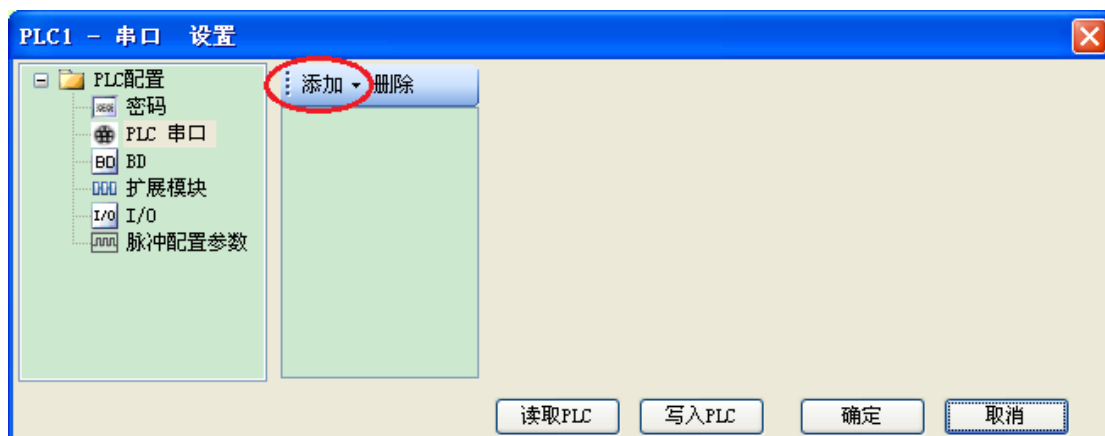 PLC1 - 串口 设置
PLC配置
密码
PLC 串口
BD BD
扩展模块
I/O I/O
脉冲配置参数
添加 删除
读取PLC 写入PLC 确定 取消